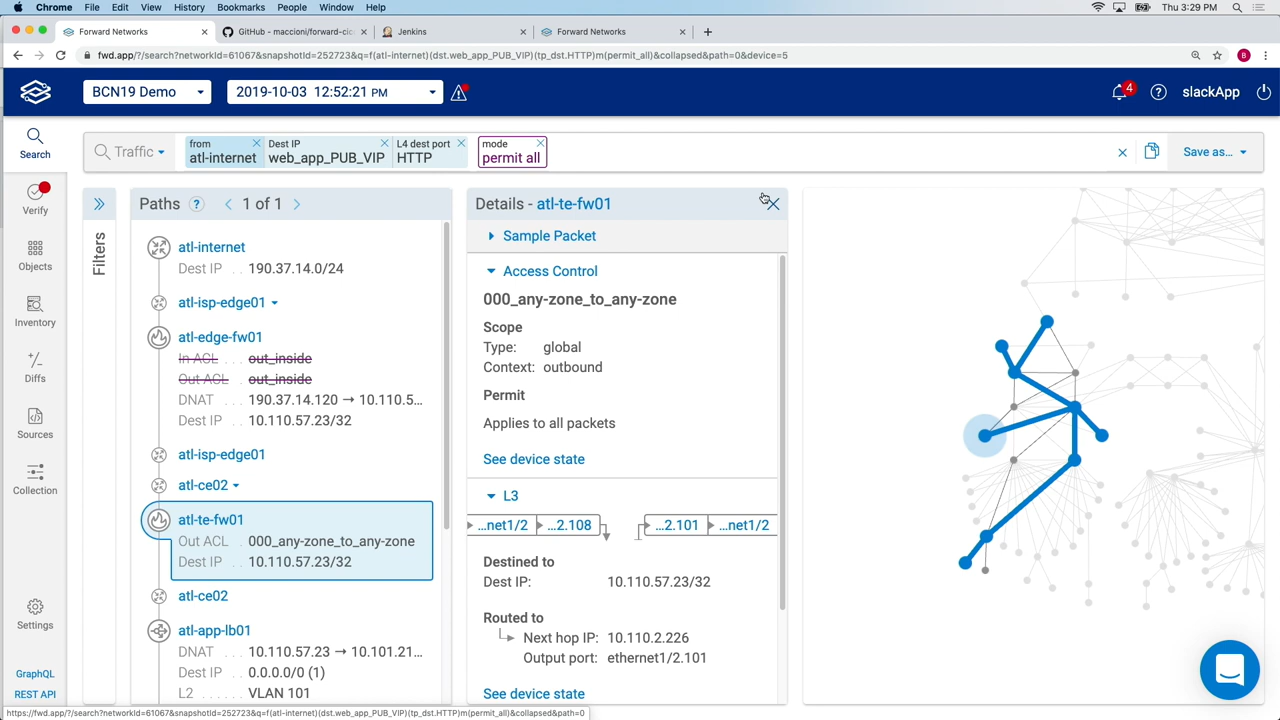 Chrome File Edit View History Bookmarks People Window Help Thu 3:29 PM
Forward Networks GitHub - maccioni/forward-cic Jenkins Forward Networks
fwd.app/?/search?networkId=61067&snapshotId=252723&q=f(atl-internet)(dst.web_app_PUB_VIP)(tp_dst.HTTP)m(permit_all)&collapsed&path=0&device=5
B
BCN19 Demo 2019-10-03 12:52:21 PM 4 slackApp
Search
Verify
Objects
Inventory
Diffs
Sources
Collection
Settings
GraphQL
REST API
Traffic
from
atl-internet
Dest IP
web_app_PUB_VIP
L4 dest port
HTTP
mode
permit all
Save as...
Filters
Paths ? 1 of 1
atl-internet
Dest IP . . 190.37.14.0/24
atl-isp-edge01
atl-edge-fw01
In ACL . . . out_inside
Out ACL . . out_inside
DNAT . . . 190.37.14.120 → 10.110.5...
Dest IP . . 10.110.57.23/32
atl-isp-edge01
atl-ce02
atl-te-fw01
Out ACL . . 000_any-zone_to_any-zone
Dest IP . . 10.110.57.23/32
atl-ce02
atl-app-lb01
DNAT . . . 10.110.57.23 → 10.101.21...
Dest IP . . 0.0.0.0/0 (1)
L2 . . . . . . VLAN 101
Details - atl-te-fw01
Sample Packet
Access Control
000_any-zone_to_any-zone
Scope
Type: global
Context: outbound
Permit
Applies to all packets
See device state
L3
...net1/2 ...2.108 ...2.101 ...net1/2
Destined to
Dest IP: 10.110.57.23/32
Routed to
Next hop IP: 10.110.2.226
Output port: ethernet1/2.101
See device state
https://fwd.app/?/search?networkId=61067&snapshotId=252723&q=f(atl-internet)(dst.web_app_PUB_VIP)(tp_dst.HTTP)m(permit_all)&collapsed&path=0